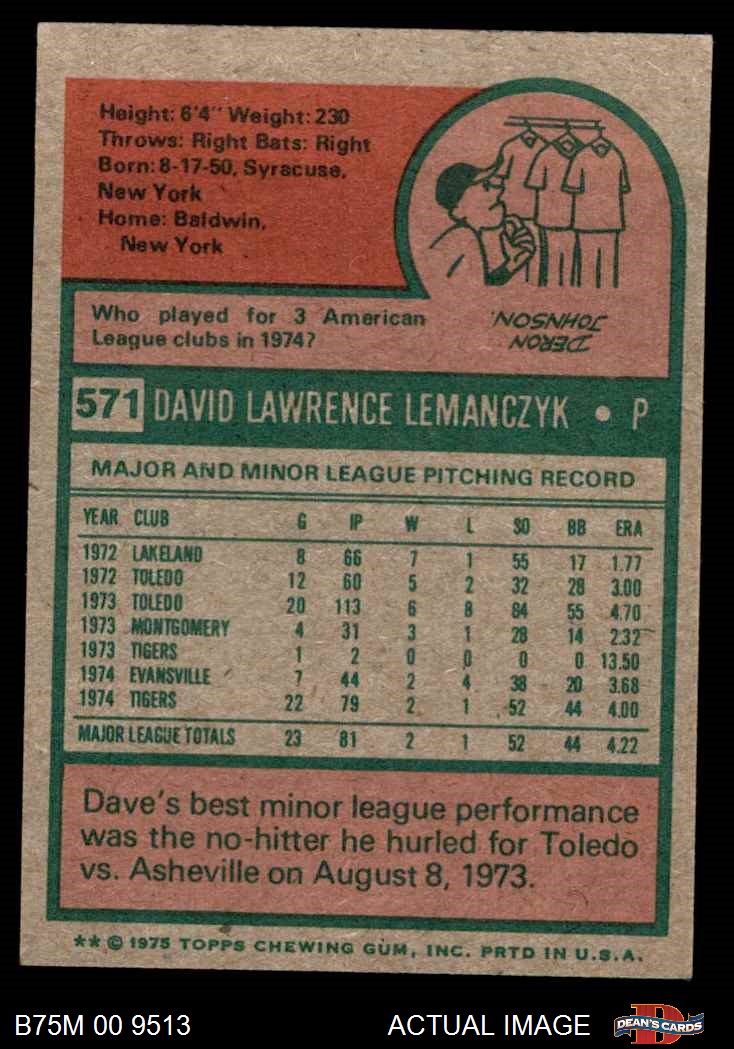 Height: 6'4" Weight: 230
Throws: Right Bats: Right
Born: 8-17-50, Syracuse,
New York
Home: Baldwin,
New York
Who played for 3 American
League clubs in 1974?
DERON
JOHNSON.
571 DAVID LAWRENCE LEMANCZYK • P
MAJOR AND MINOR LEAGUE PITCHING RECORD
YEAR CLUB G IP W L SO BB ERA
1972 LAKELAND 8 66 7 1 55 17 1.77
1972 TOLEDO 12 60 5 2 32 28 3.00
1973 TOLEDO 20 113 6 8 84 55 4.70
1973 MONTGOMERY 4 31 3 1 28 14 2.32
1973 TIGERS 1 2 0 0 0 0 13.50
1974 EVANSVILLE 7 44 2 4 38 20 3.68
1974 TIGERS 22 79 2 1 52 44 4.00
MAJOR LEAGUE TOTALS 23 81 2 1 52 44 4.22
Dave's best minor league performance
was the no-hitter he hurled for Toledo
vs. Asheville on August 8, 1973.
** © 1975 TOPPS CHEWING GUM, INC. PRTD IN U.S.A.
B75M 00 9513 ACTUAL IMAGE DEAN'S CARDS